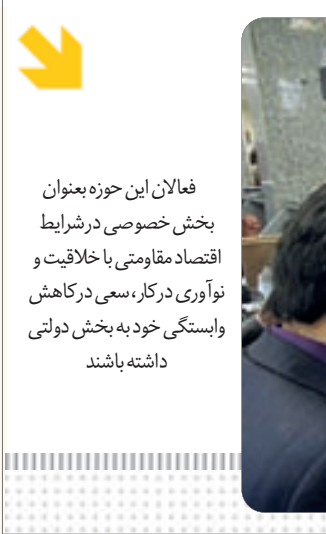 فعالان این حوزه بعنوان
بخش خصوصی در شرایط
اقتصاد مقاومتی با خلاقیت و
نوآوری در کار، سعی در کاهش
وابستگی خود به بخش دولتی
داشته باشند